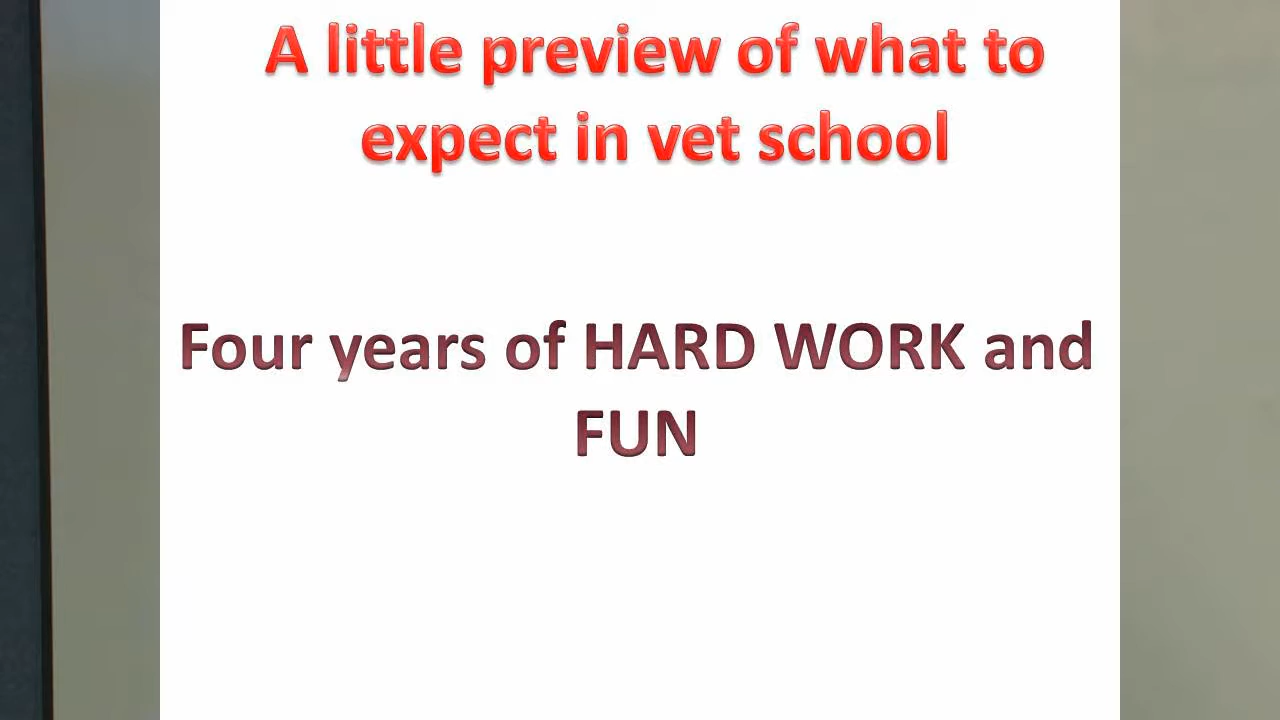 A little preview of what to
expect in vet school
Four years of HARD WORK and
FUN